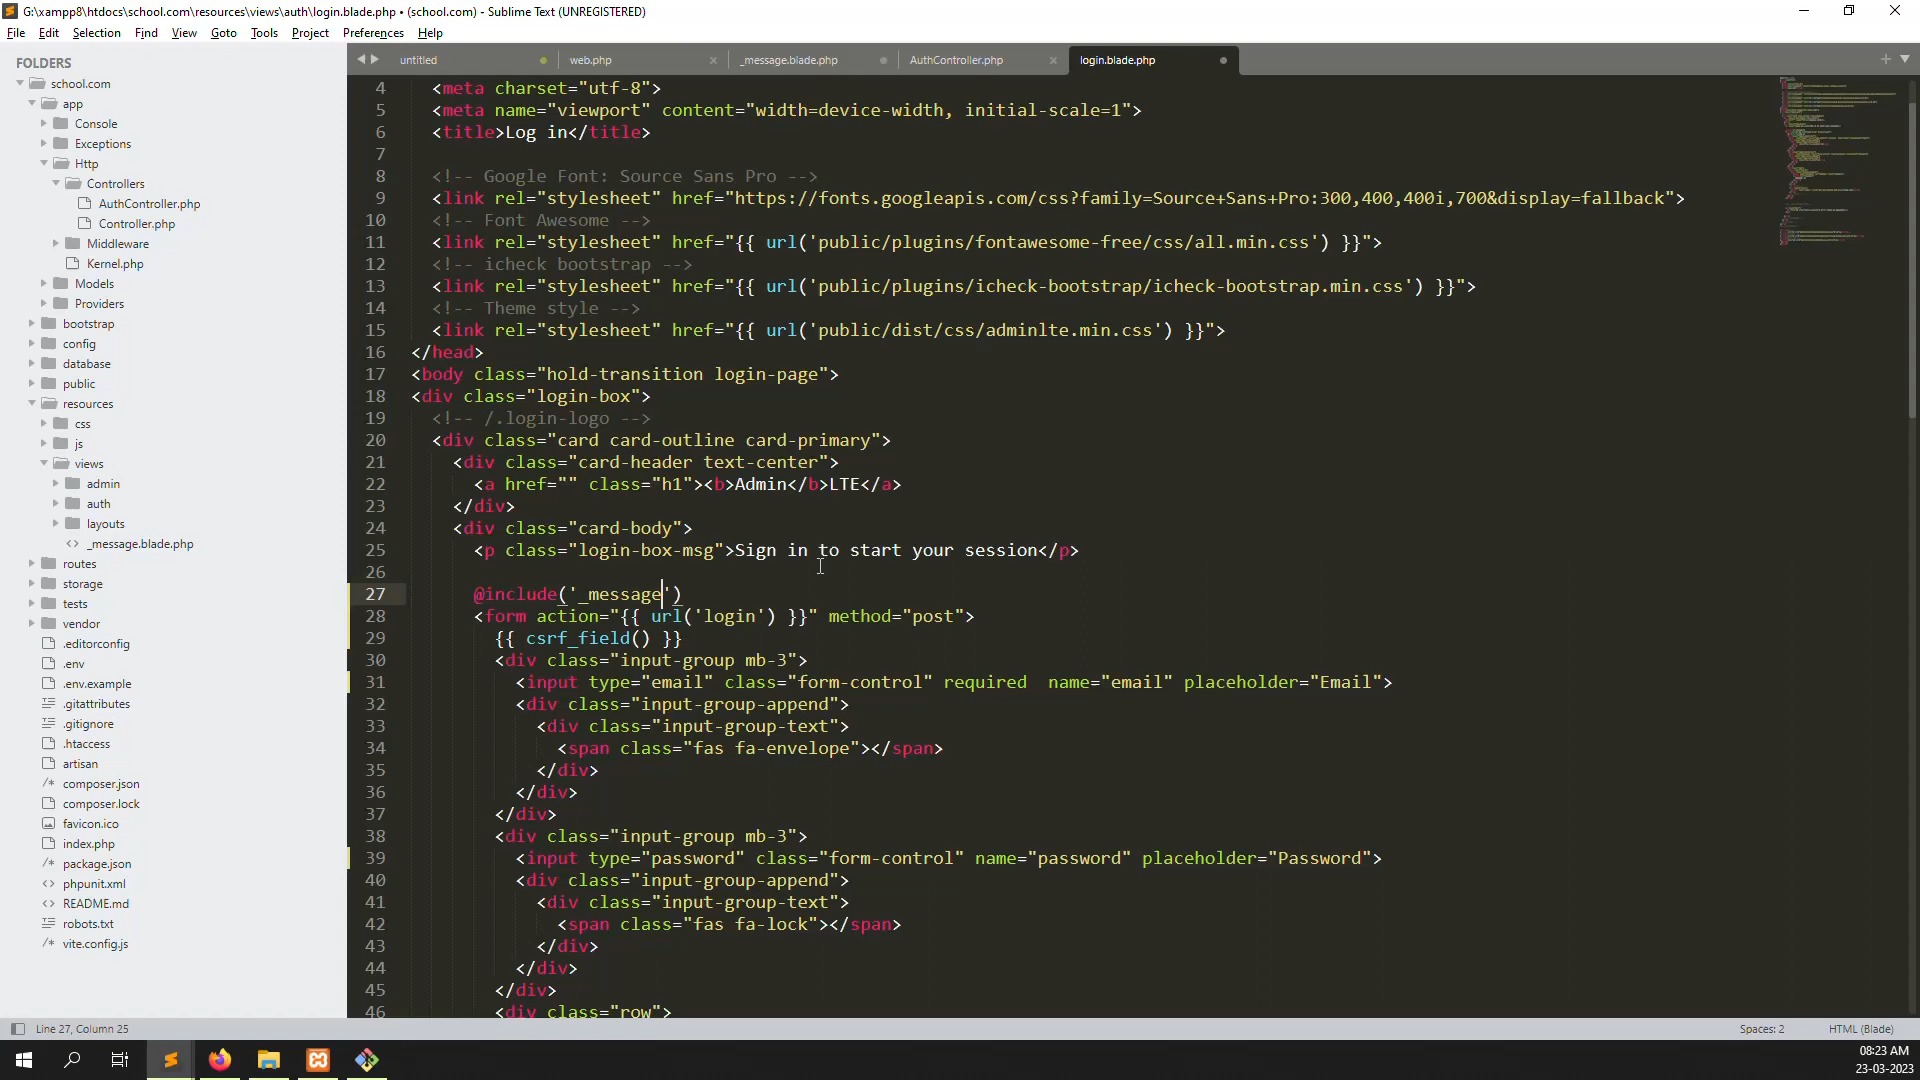 G:\xampp8\htdocs\school.com\resources\views\auth\login.blade.php • (school.com) - Sublime Text (UNREGISTERED)
File Edit Selection Find View Goto Tools Project Preferences Help
FOLDERS
school.com
app
Console
Exceptions
Http
Controllers
AuthController.php
Controller.php
Middleware
Kernel.php
Models
Providers
bootstrap
config
database
public
resources
css
js
views
admin
auth
layouts
_message.blade.php
routes
storage
tests
vendor
.editorconfig
.env
.env.example
.gitattributes
.gitignore
.htaccess
artisan
composer.json
composer.lock
favicon.ico
index.php
package.json
phpunit.xml
README.md
robots.txt
vite.config.js
untitled web.php _message.blade.php AuthController.php login.blade.php
4 <meta charset="utf-8">
5 <meta name="viewport" content="width=device-width, initial-scale=1">
6 <title>Log in</title>
7
8 <!-- Google Font: Source Sans Pro -->
9 <link rel="stylesheet" href="https://fonts.googleapis.com/css?family=Source+Sans+Pro:300,400,400i,700&display=fallback">
10 <!-- Font Awesome -->
11 <link rel="stylesheet" href="{{ url('public/plugins/fontawesome-free/css/all.min.css') }}">
12 <!-- icheck bootstrap -->
13 <link rel="stylesheet" href="{{ url('public/plugins/icheck-bootstrap/icheck-bootstrap.min.css') }}">
14 <!-- Theme style -->
15 <link rel="stylesheet" href="{{ url('public/dist/css/adminlte.min.css') }}">
16 </head>
17 <body class="hold-transition login-page">
18 <div class="login-box">
19 <!-- /.login-logo -->
20 <div class="card card-outline card-primary">
21 <div class="card-header text-center">
22 <a href="" class="h1"><b>Admin</b>LTE</a>
23 </div>
24 <div class="card-body">
25 <p class="login-box-msg">Sign in to start your session</p>
26
27 @include('_message')
28 <form action="{{ url('login') }}" method="post">
29 {{ csrf_field() }}
30 <div class="input-group mb-3">
31 <input type="email" class="form-control" required  name="email" placeholder="Email">
32 <div class="input-group-append">
33 <div class="input-group-text">
34 <span class="fas fa-envelope"></span>
35 </div>
36 </div>
37 </div>
38 <div class="input-group mb-3">
39 <input type="password" class="form-control" name="password" placeholder="Password">
40 <div class="input-group-append">
41 <div class="input-group-text">
42 <span class="fas fa-lock"></span>
43 </div>
44 </div>
45 </div>
46 <div class="row">
Line 27, Column 25
Spaces: 2 HTML (Blade)
08:23 AM
23-03-2023